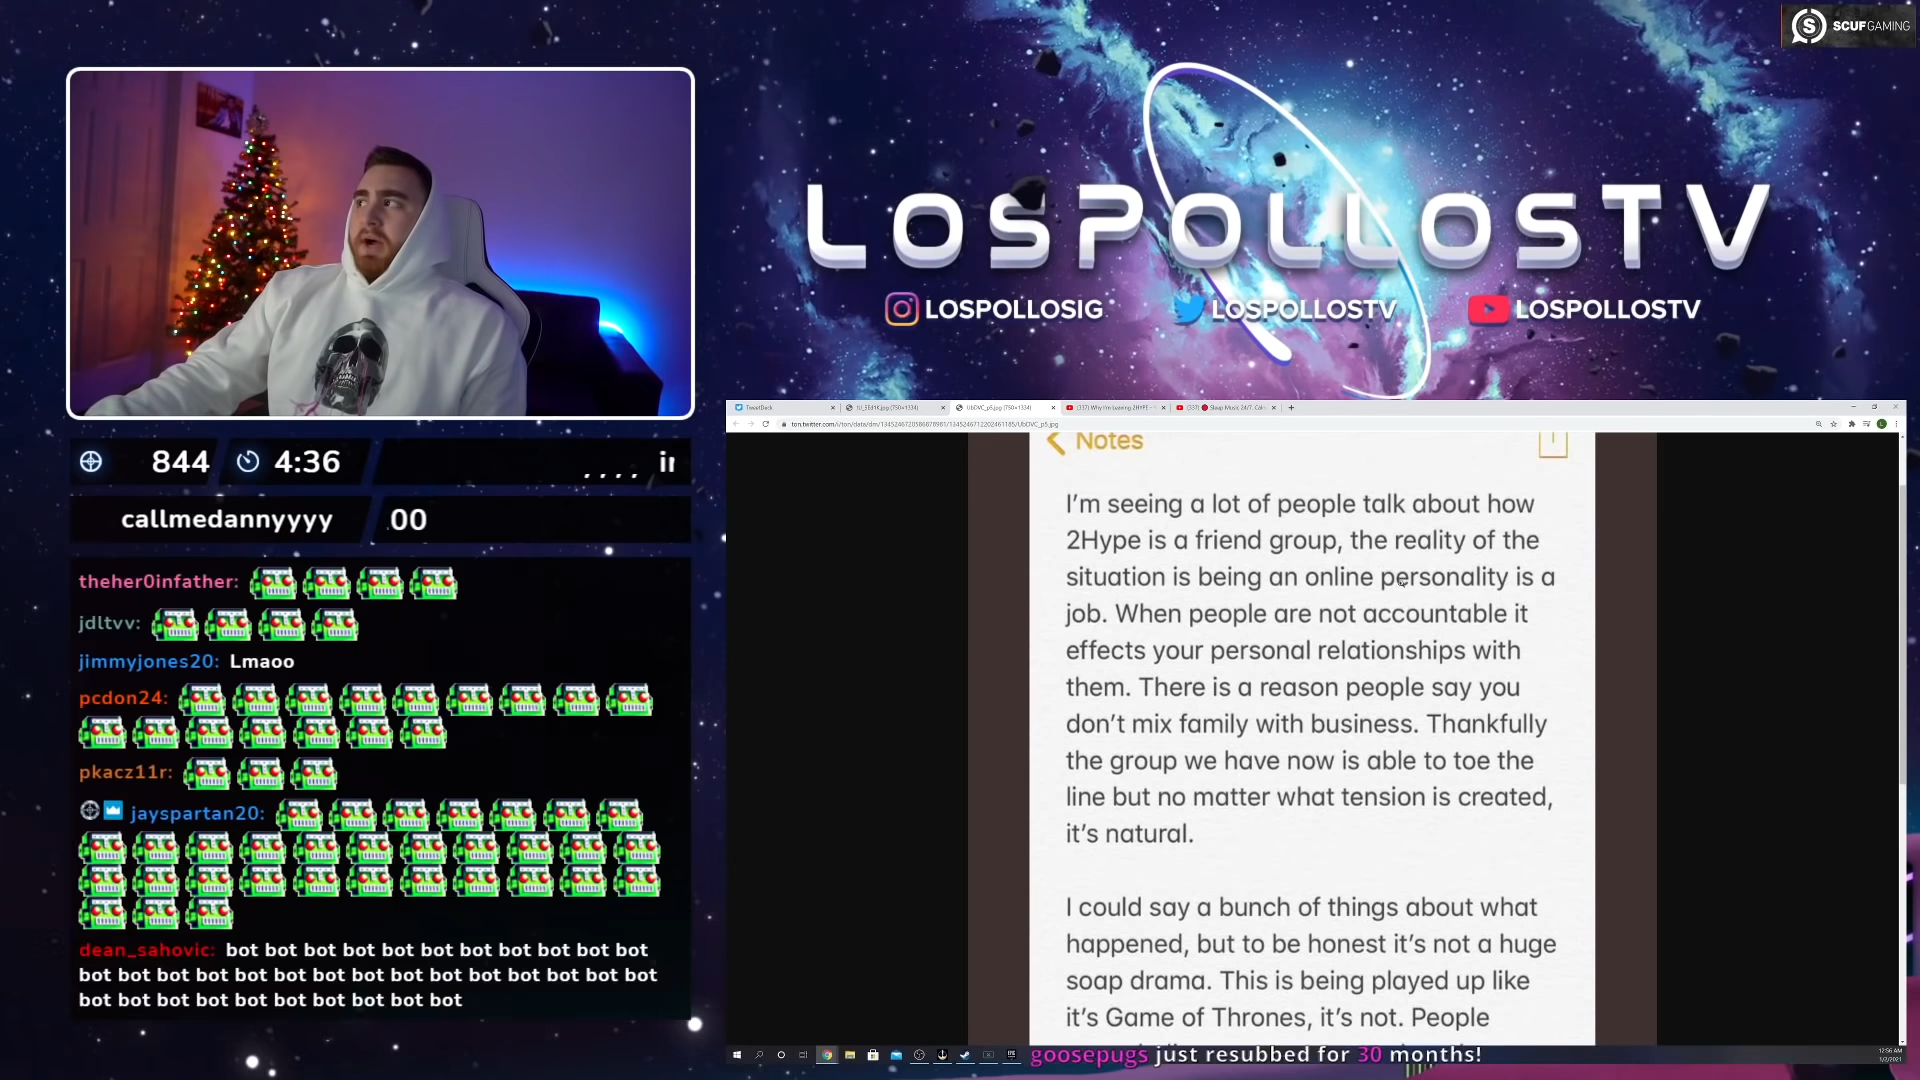 SCUFGAMING
LOSPOLLOSTV
LOSPOLLOSIG
LOSPOLLOSTV
LOSPOLLOSTV
844
4:36
callmedannyyyy
.00
theher0infather:
jdltvv:
jimmyjones20: Lmaoo
pcdon24:
pkacz11r:
jayspartan20:
dean_sahovic: bot bot bot bot bot bot bot bot bot bot bot
bot bot bot bot bot bot bot bot bot bot bot bot bot bot bot
bot bot bot bot bot bot bot bot bot bot
TweetDeck
Notes
I'm seeing a lot of people talk about how
2Hype is a friend group, the reality of the
situation is being an online personality is a
job. When people are not accountable it
effects your personal relationships with
them. There is a reason people say you
don't mix family with business. Thankfully
the group we have now is able to toe the
line but no matter what tension is created,
it's natural.
I could say a bunch of things about what
happened, but to be honest it's not a huge
soap drama. This is being played up like
it's Game of Thrones, it's not. People
goosepugs just resubbed for 30 months!
12:56 AM
1/2/2021